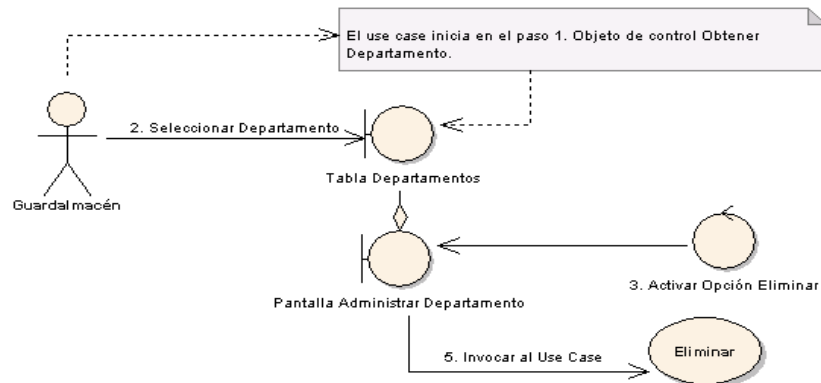 El use case inicia en el paso 1. Objeto de control Obtener
Departamento.
2. Seleccionar Departamento
Tabla Departamentos
Guardalmacén
3. Activar Opción Eliminar
Pantalla Administrar Departamento
5. Invocar al Use Case
Eliminar